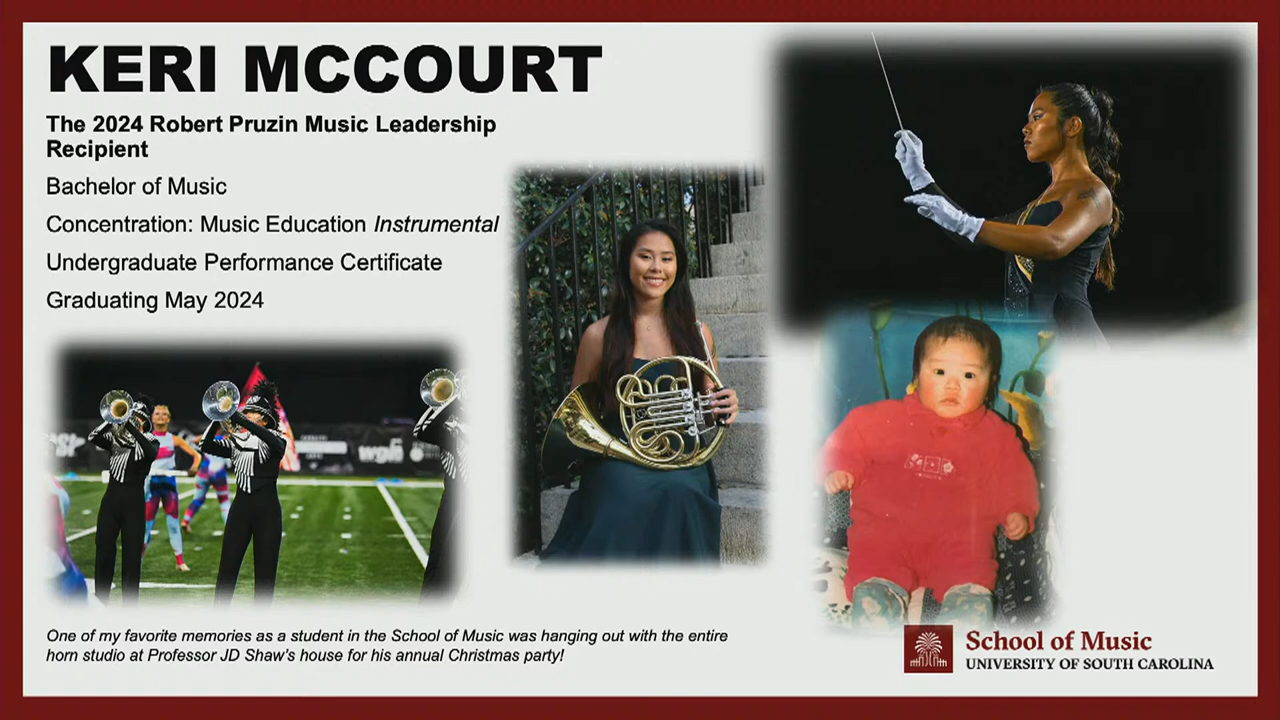 KERI MCCOURT
The 2024 Robert Pruzin Music Leadership
Recipient
Bachelor of Music
Concentration: Music Education Instrumental
Undergraduate Performance Certificate
Graduating May 2024
wgi
One of my favorite memories as a student in the School of Music was hanging out with the entire
horn studio at Professor JD Shaw's house for his annual Christmas party!
School of Music
UNIVERSITY OF SOUTH CAROLINA